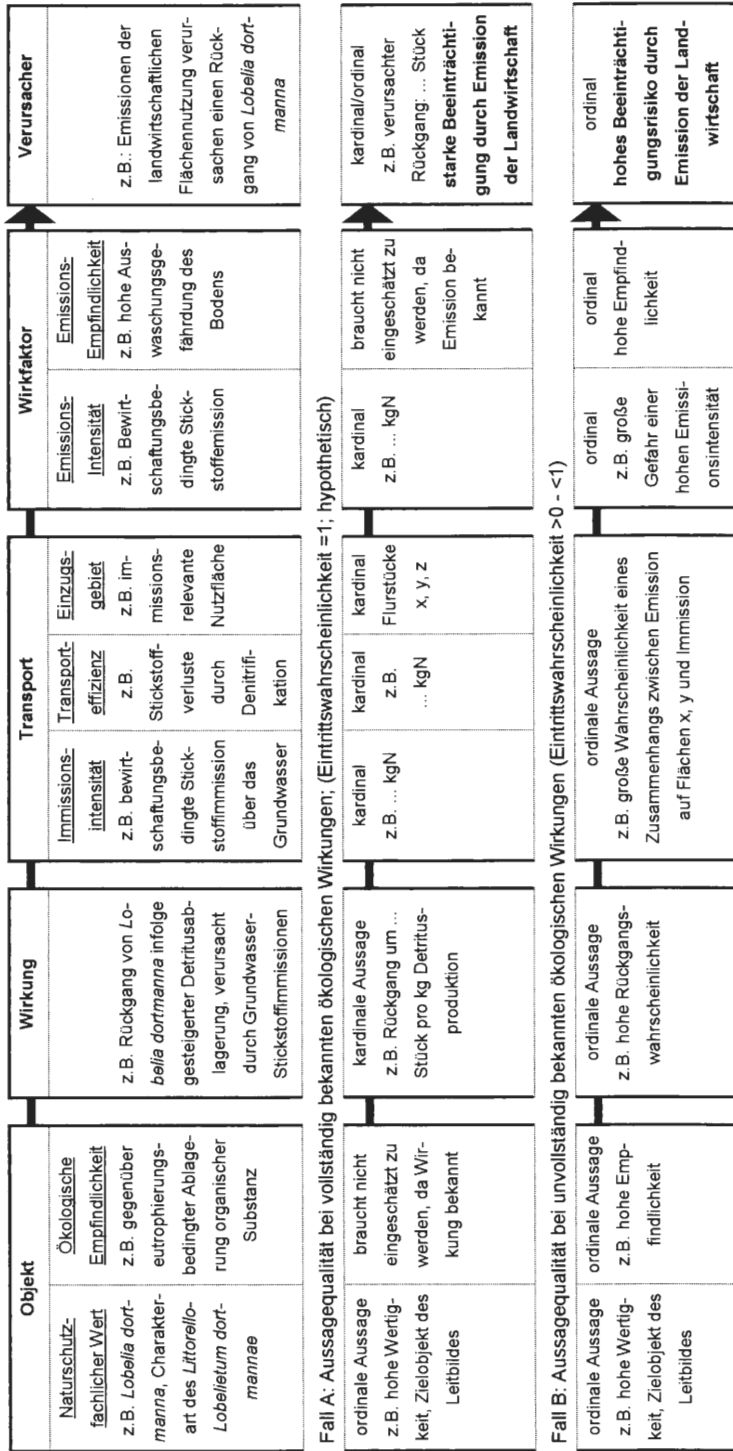 Objekt
Naturschutz-
fachlicher Wert
z.B. Lobelia dort-
manna, Charakter-
art des Littorello-
Lobelietum dort-
mannae
Ökologische
Empfindlichkeit
z.B. gegenüber
eutrophierungs-
bedingter Ablage-
rung organischer
Substanz
Wirkung
z.B. Rückgang von Lo-
belia dortmanna infolge
gesteigerter Detritusab-
lagerung, verursacht
durch Grundwasser-
Stickstoffimmissionen
Transport
Immissions-
intensität
z.B. bewirt-
schaftungsbe-
dingte Stick-
stoffimmission
über das
Grundwasser
Transport-
effizienz
z.B.
Stickstoff-
verluste
durch
Denitrifi-
kation
Einzugs-
gebiet
z.B. im-
missions-
relevante
Nutzfläche
Wirkfaktor
Emissions-
Intensität
z.B. Bewirt-
schaftungsbe-
dingte Stick-
stoffemission
Emissions-
Empfindlichkeit
z.B. hohe Aus-
waschungsge-
fährdung des
Bodens
Verursacher
z.B.: Emissionen der
landwirtschaftlichen
Flächennutzung verur-
sachen einen Rück-
gang von Lobelia dort-
manna
Fall A: Aussagequalität bei vollständig bekannten ökologischen Wirkungen; (Eintrittswahrscheinlichkeit =1; hypothetisch)
ordinale Aussage
z.B. hohe Wertig-
keit, Zielobjekt des
Leitbildes
braucht nicht
eingeschätzt zu
werden, da Wir-
kung bekannt
kardinale Aussage
z.B. Rückgang um ...
Stück pro kg Detritus-
produktion
kardinal
z.B. ... kgN
kardinal
z.B.
... kgN
kardinal
Flurstücke
x, y, z
kardinal
z.B. ... kgN
braucht nicht
eingeschätzt zu
werden, da
Emission be-
kannt
kardinal/ordinal
z.B. verursachter
Rückgang: ... Stück
starke Beeinträchti-
gung durch Emission
der Landwirtschaft
Fall B: Aussagequalität bei unvollständig bekannten ökologischen Wirkungen (Eintrittswahrscheinlichkeit >0 - <1)
ordinale Aussage
z.B. hohe Wertig-
keit, Zielobjekt des
Leitbildes
ordinale Aussage
z.B. hohe Emp-
findlichkeit
ordinale Aussage
z.B. hohe Rückgangs-
wahrscheinlichkeit
ordinale Aussage
z.B. große Wahrscheinlichkeit eines
Zusammenhangs zwischen Emission
auf Flächen x, y und Immission
ordinal
z.B. große
Gefahr einer
hohen Emissi-
onsintensität
ordinal
hohe Empfind-
lichkeit
ordinal
hohes Beeinträchti-
gungsrisiko durch
Emission der Land-
wirtschaft